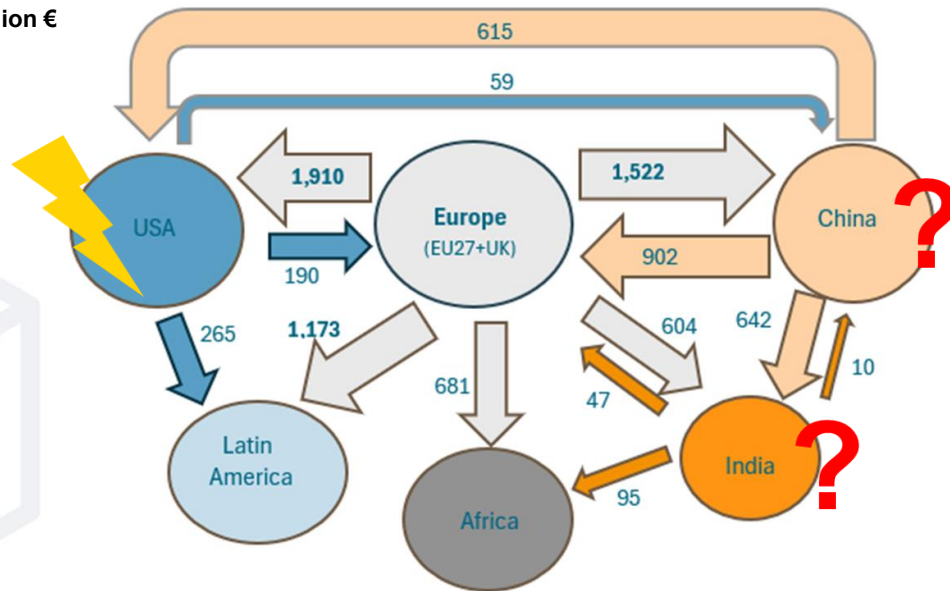 ion €
615
59
1,910
1,522
USA
Europe
(EU27+UK)
China
190
902
265
1,173
681
604
642
47
10
Latin
America
Africa
India
95
?
?